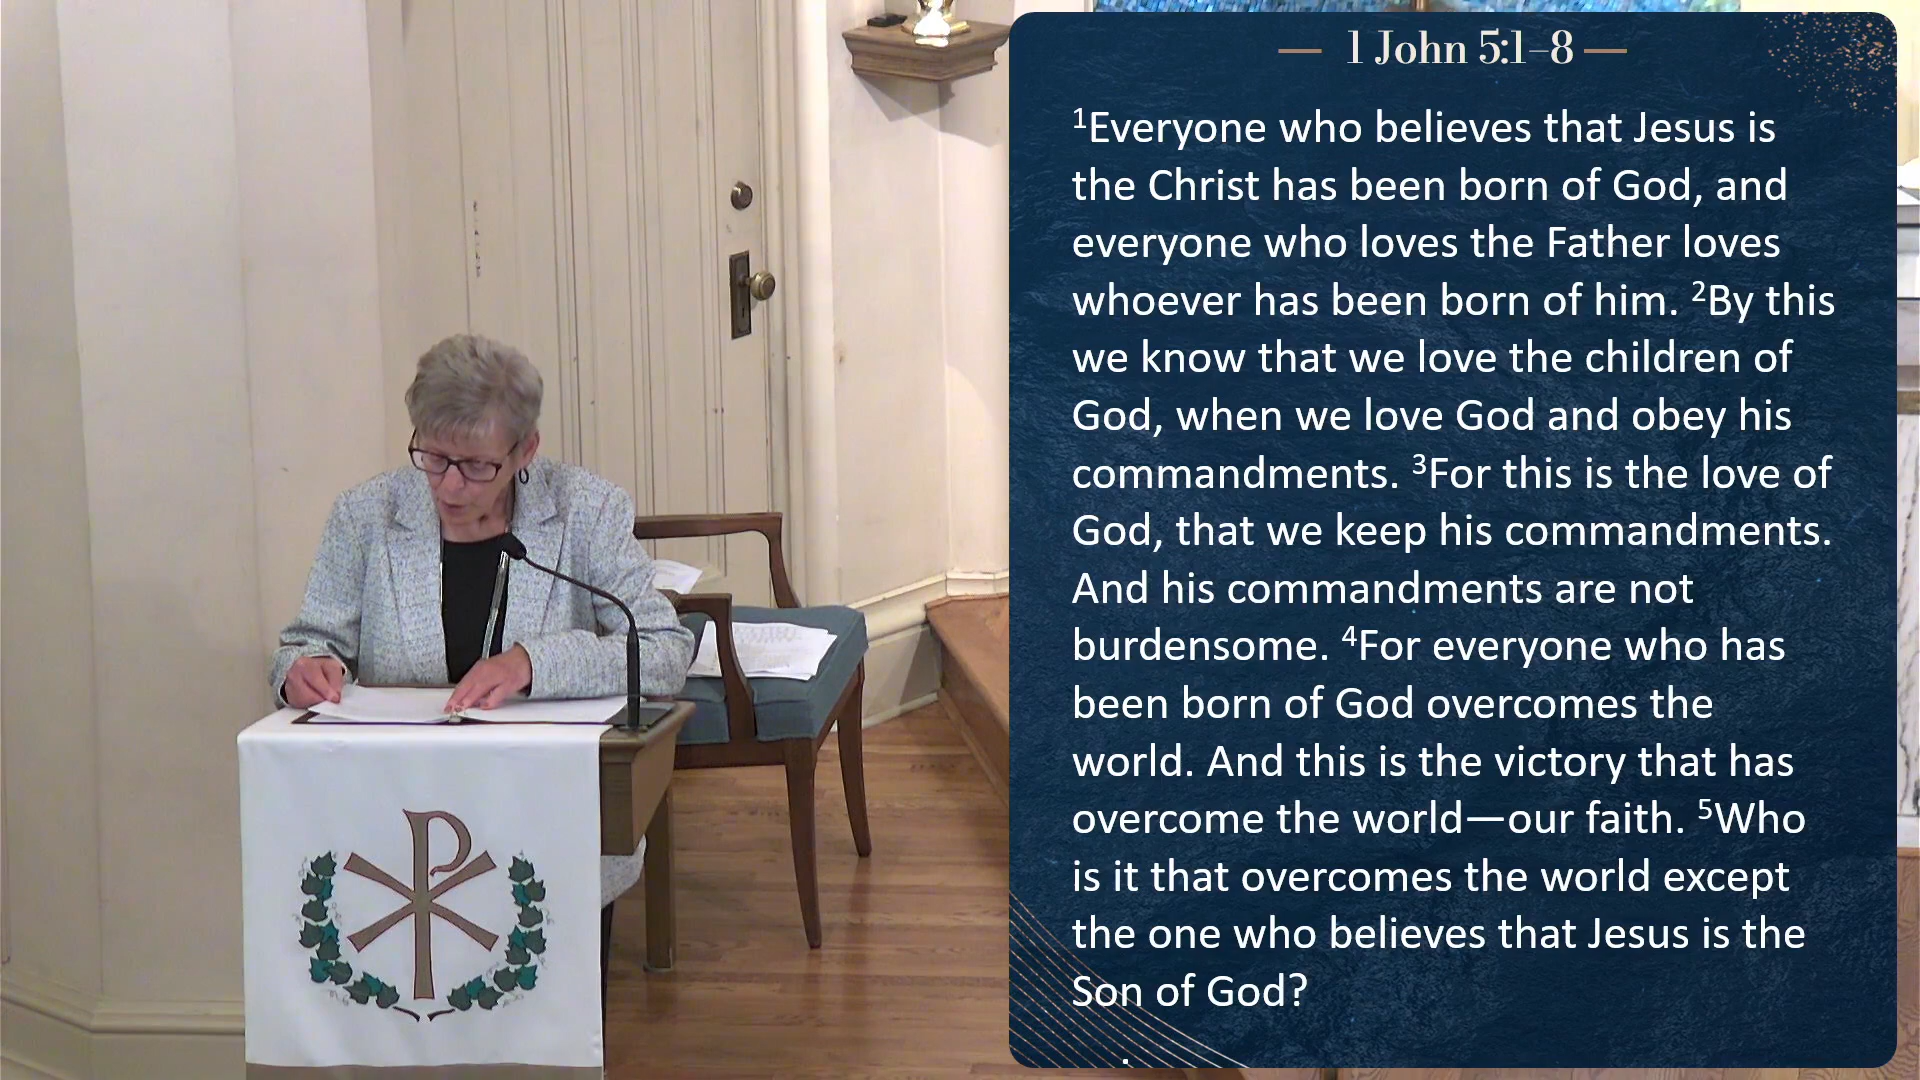 1 John 5:1–8
¹Everyone who believes that Jesus is
the Christ has been born of God, and
everyone who loves the Father loves
whoever has been born of him. ²By this
we know that we love the children of
God, when we love God and obey his
commandments. ³For this is the love of
God, that we keep his commandments.
And his commandments are not
burdensome. ⁴For everyone who has
been born of God overcomes the
world. And this is the victory that has
overcome the world—our faith. ⁵Who
is it that overcomes the world except
the one who believes that Jesus is the
Son of God?